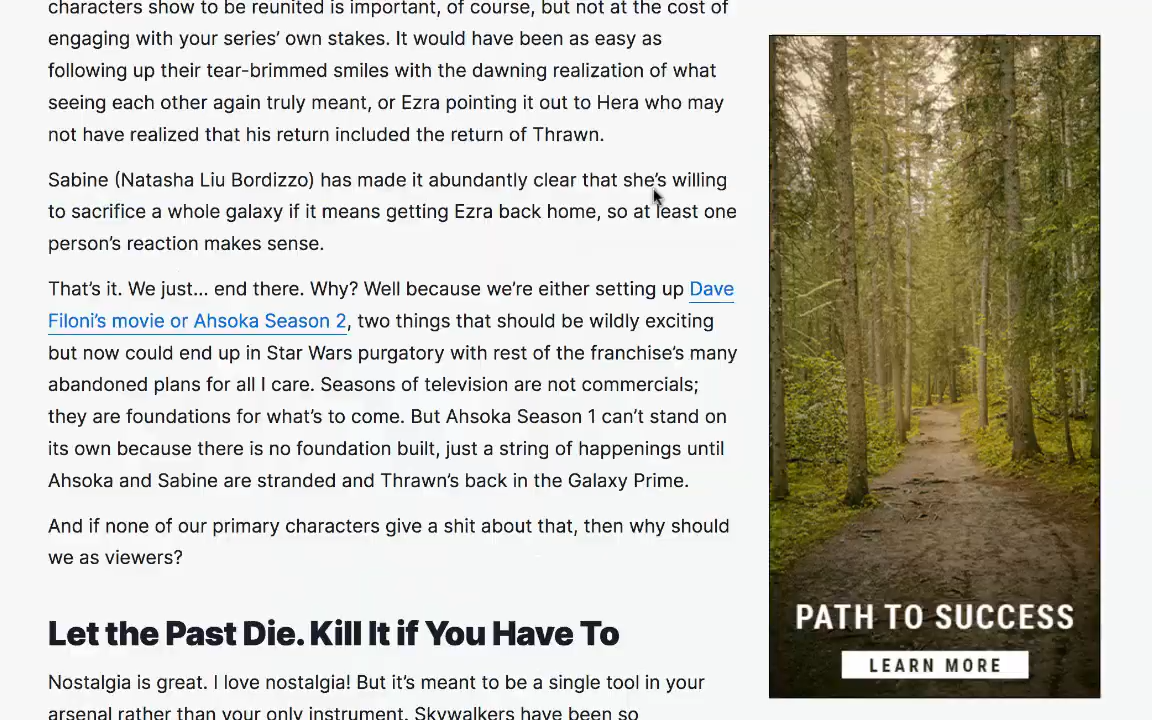 characters show to be reunited is important, of course, but not at the cost of
engaging with your series’ own stakes. It would have been as easy as
following up their tear-brimmed smiles with the dawning realization of what
seeing each other again truly meant, or Ezra pointing it out to Hera who may
not have realized that his return included the return of Thrawn.
Sabine (Natasha Liu Bordizzo) has made it abundantly clear that she’s willing
to sacrifice a whole galaxy if it means getting Ezra back home, so at least one
person’s reaction makes sense.
That’s it. We just… end there. Why? Well because we’re either setting up Dave
Filoni’s movie or Ahsoka Season 2, two things that should be wildly exciting
but now could end up in Star Wars purgatory with rest of the franchise’s many
abandoned plans for all I care. Seasons of television are not commercials;
they are foundations for what’s to come. But Ahsoka Season 1 can’t stand on
its own because there is no foundation built, just a string of happenings until
Ahsoka and Sabine are stranded and Thrawn’s back in the Galaxy Prime.
And if none of our primary characters give a shit about that, then why should
we as viewers?
Let the Past Die. Kill It if You Have To
Nostalgia is great. I love nostalgia! But it’s meant to be a single tool in your
arsenal rather than your only instrument. Skywalkers have been so
PATH TO SUCCESS
LEARN MORE